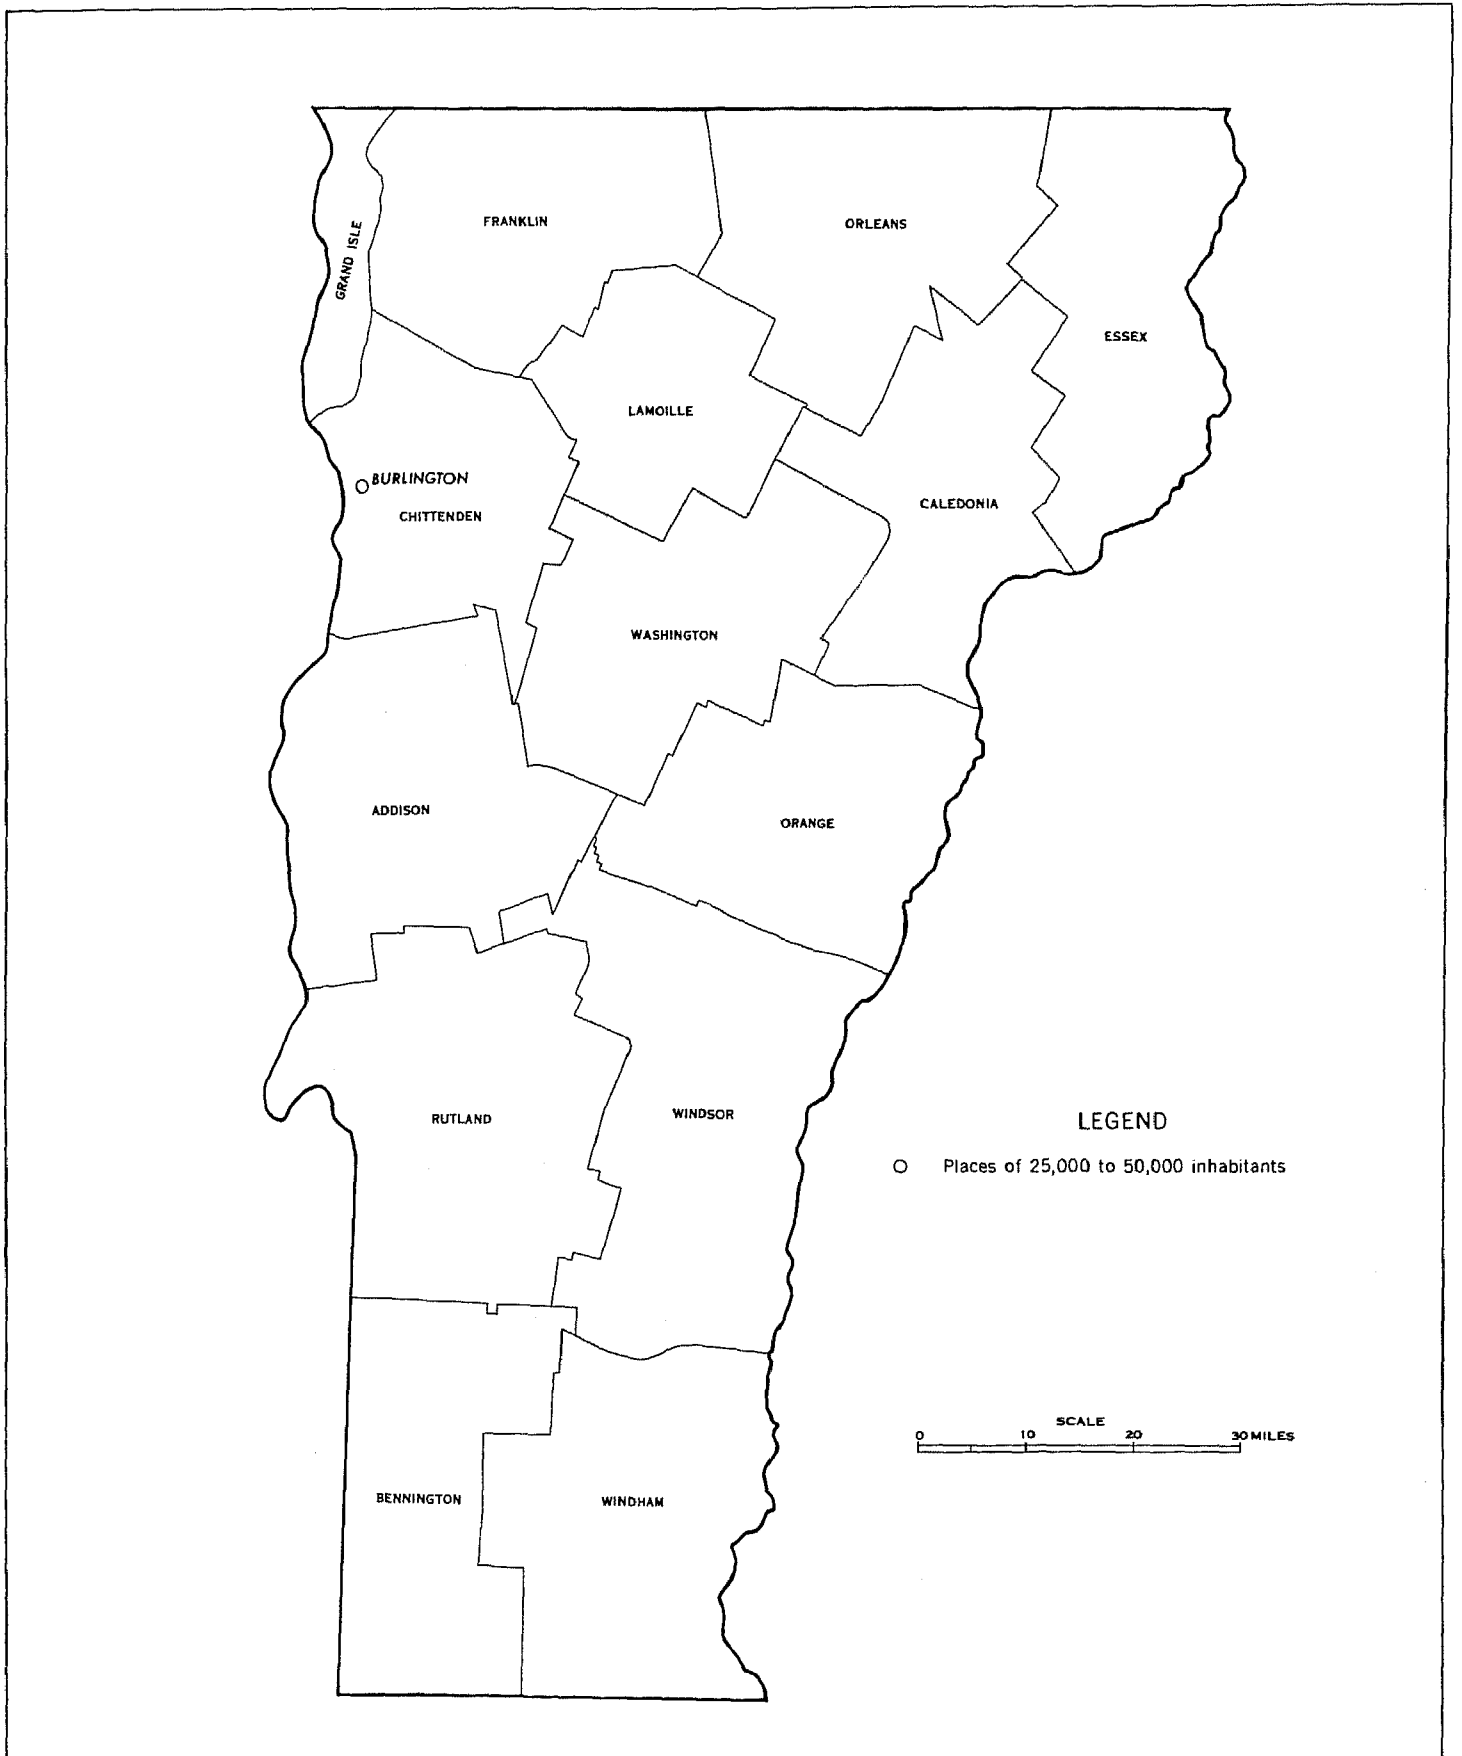 FRANKLIN
ORLEANS
GRAND ISLE
ESSEX
LAMOILLE
BURLINGTON
CALEDONIA
CHITTENDEN
WASHINGTON
ADDISON
ORANGE
RUTLAND
WINDSOR
LEGEND
Places of 25,000 to 50,000 inhabitants
SCALE
0 10 20 30 MILES
BENNINGTON
WINDHAM